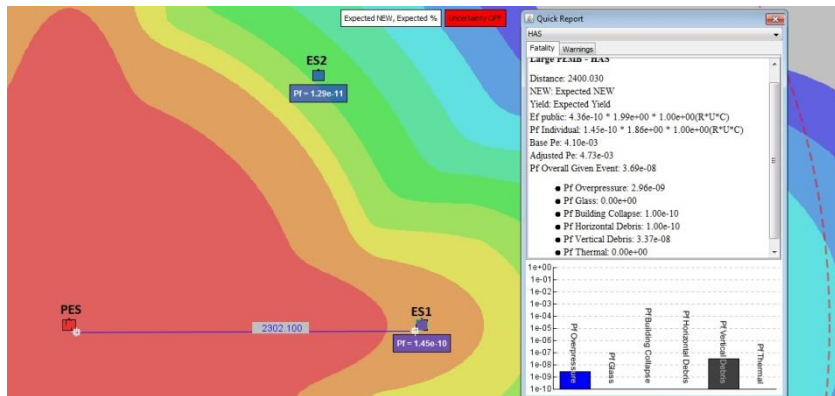 Expected NEW, Expected %
Uncertainty OFF
ES2
Pf = 1.29e-11
PES
2302.100
ES1
Pf = 1.45e-10
Quick Report
HAS
Fatality
Warnings
Large PESIB - HAS
Distance: 2400.030
NEW: Expected NEW
Yield: Expected Yield
Ef public: 4.36e-10 * 1.99e+00 * 1.00e+00(R*U*C)
Pf Individual: 1.45e-10 * 1.86e+00 * 1.00e+00(R*U*C)
Base Pe: 4.10e-03
Adjusted Pe: 4.73e-03
Pf Overall Given Event: 3.69e-08
● Pf Overpressure: 2.96e-09
● Pf Glass: 0.00e+00
● Pf Building Collapse: 1.00e-10
● Pf Horizontal Debris: 1.00e-10
● Pf Vertical Debris: 3.37e-08
● Pf Thermal: 0.00e+00
1e+00
1e-01
1e-02
1e-03
1e-04
1e-05
1e-06
1e-07
1e-08
1e-09
1e-10
Pf Overpressure
Pf Glass
Pf Building Collapse
Pf Horizontal Debris
Pf Vertical Debris
Pf Thermal